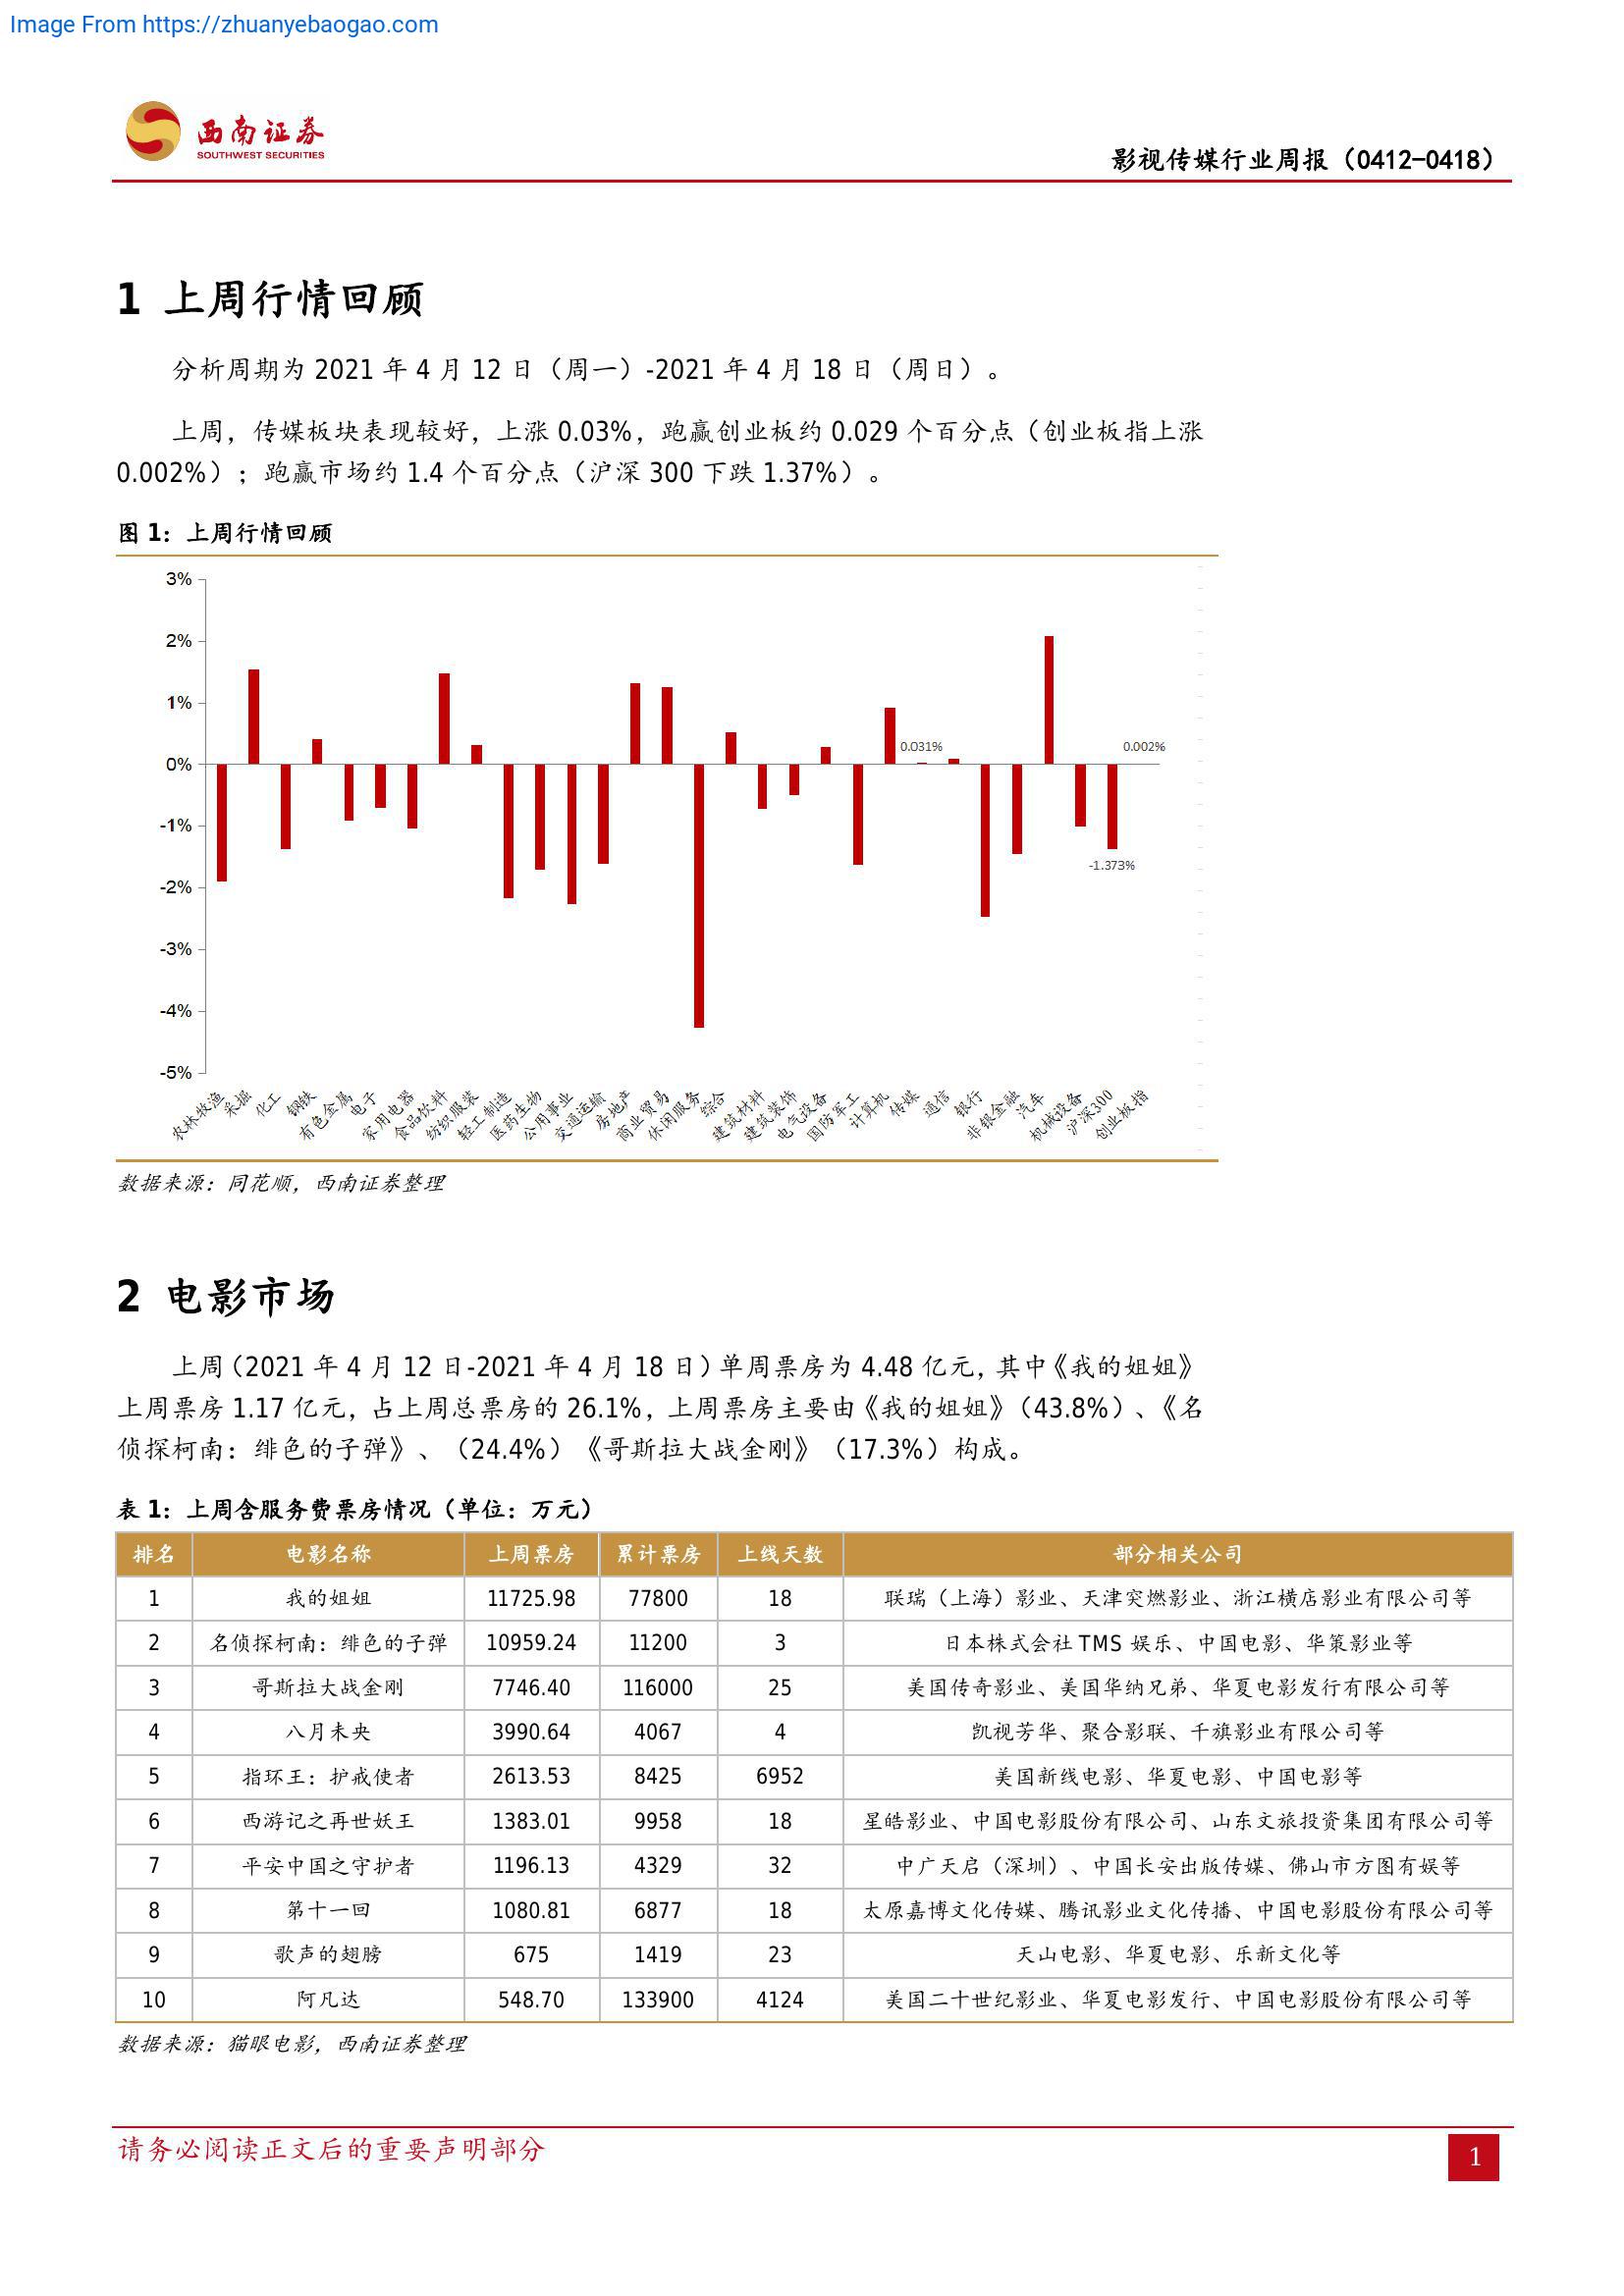 Image From https://zhuanyebaogao.com
西南证券
SOUTHWEST SECURITIES
影视传媒行业周报（0412-0418）
1 上周行情回顾
分析周期为 2021 年 4 月 12 日（周一）-2021 年 4 月 18 日（周日）。
上周，传媒板块表现较好，上涨 0.03%，跑赢创业板约 0.029 个百分点（创业板指上涨
0.002%）；跑赢市场约 1.4 个百分点（沪深 300 下跌 1.37%）。
图 1：上周行情回顾
3%
2%
1%
0%
-1%
-2%
-3%
-4%
-5%
0.031%
0.002%
-1.373%
农林牧渔
采掘
化工
钢铁
有色金属
电子
家用电器
食品饮料
纺织服装
轻工制造
医药生物
公用事业
交通运输
房地产
商业贸易
休闲服务
综合
建筑材料
建筑装饰
电气设备
国防军工
计算机
传媒
通信
银行
非银金融
汽车
机械设备
沪深300
创业板指
数据来源：同花顺，西南证券整理
2 电影市场
上周（2021 年 4 月 12 日-2021 年 4 月 18 日）单周票房为 4.48 亿元，其中《我的姐姐》
上周票房 1.17 亿元，占上周总票房的 26.1%，上周票房主要由《我的姐姐》（43.8%）、《名
侦探柯南：绯色的子弹》、（24.4%）《哥斯拉大战金刚》（17.3%）构成。
表 1：上周含服务费票房情况（单位：万元）
排名 电影名称 上周票房 累计票房 上线天数 部分相关公司
1 我的姐姐 11725.98 77800 18 联瑞（上海）影业、天津突燃影业、浙江横店影业有限公司等
2 名侦探柯南：绯色的子弹 10959.24 11200 3 日本株式会社 TMS 娱乐、中国电影、华策影业等
3 哥斯拉大战金刚 7746.40 116000 25 美国传奇影业、美国华纳兄弟、华夏电影发行有限公司等
4 八月未央 3990.64 4067 4 凯视芳华、聚合影联、千旗影业有限公司等
5 指环王：护戒使者 2613.53 8425 6952 美国新线电影、华夏电影、中国电影等
6 西游记之再世妖王 1383.01 9958 18 星皓影业、中国电影股份有限公司、山东文旅投资集团有限公司等
7 平安中国之守护者 1196.13 4329 32 中广天启（深圳）、中国长安出版传媒、佛山市方图有娱等
8 第十一回 1080.81 6877 18 太原嘉博文化传媒、腾讯影业文化传播、中国电影股份有限公司等
9 歌声的翅膀 675 1419 23 天山电影、华夏电影、乐新文化等
10 阿凡达 548.70 133900 4124 美国二十世纪影业、华夏电影发行、中国电影股份有限公司等
数据来源：猫眼电影，西南证券整理
请务必阅读正文后的重要声明部分
1